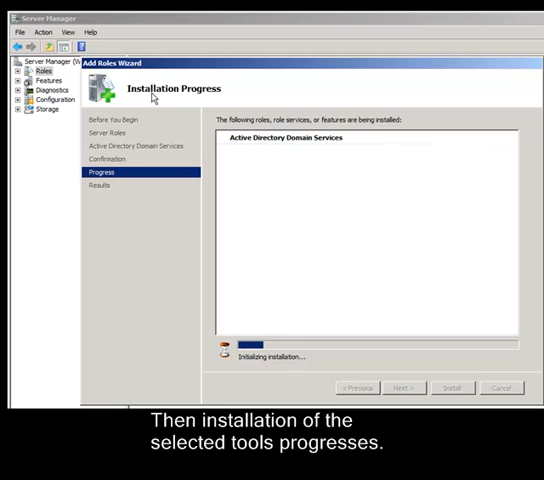 Server Manager
File Action View Help
Server Manager (W
Roles
Features
Diagnostics
Configuration
Storage
Add Roles Wizard
Installation Progress
Before You Begin
Server Roles
Active Directory Domain Services
Confirmation
Progress
Results
The following roles, role services, or features are being installed:
Active Directory Domain Services
Initializing installation...
< Previous Next > Install Cancel
Then installation of the
selected tools progresses.